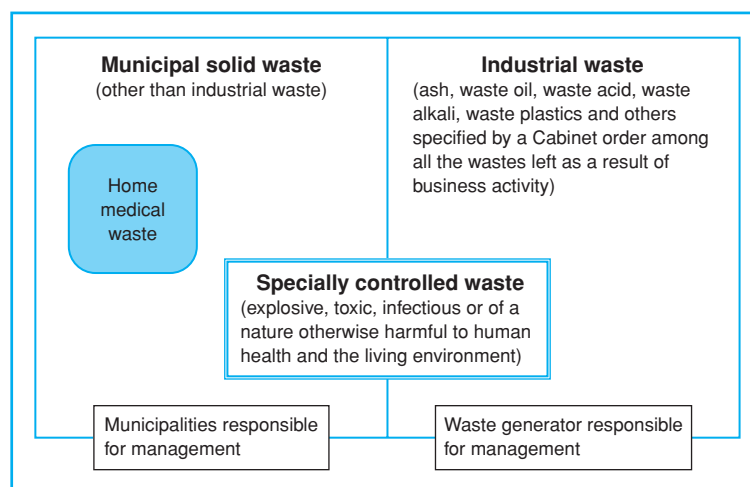 Municipal solid waste
(other than industrial waste)
Home
medical
waste
Industrial waste
(ash, waste oil, waste acid, waste
alkali, waste plastics and others
specified by a Cabinet order among
all the wastes left as a result of
business activity)
Specially controlled waste
(explosive, toxic, infectious or of a
nature otherwise harmful to human
health and the living environment)
Municipalities responsible
for management
Waste generator responsible
for management